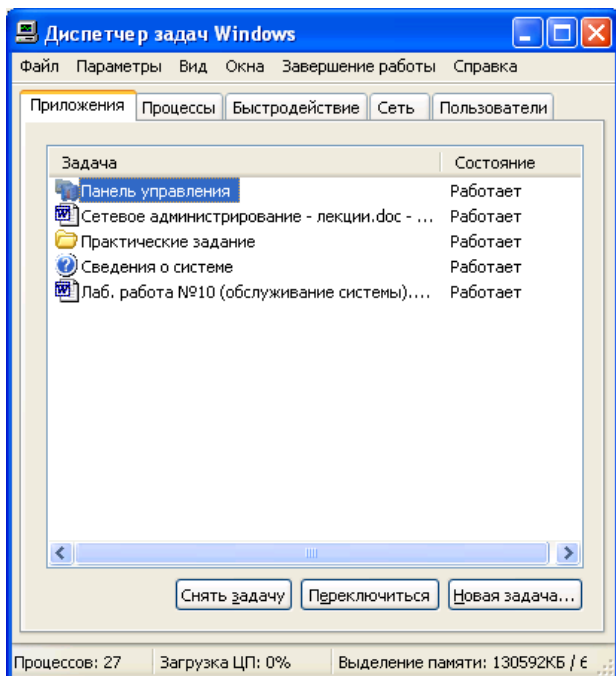 Диспетчер задач Windows
Файл Параметры Вид Окна Завершение работы Справка
Приложения Процессы Быстродействие Сеть Пользователи
Задача Состояние
Панель управления Работает
Сетевое администрирование - лекции.doc - ... Работает
Практические задание Работает
Сведения о системе Работает
Лаб. работа №10 (обслуживание системы).... Работает
Снять задачу Переключиться Новая задача...
Процессов: 27 Загрузка ЦП: 0% Выделение памяти: 130592КБ / 6